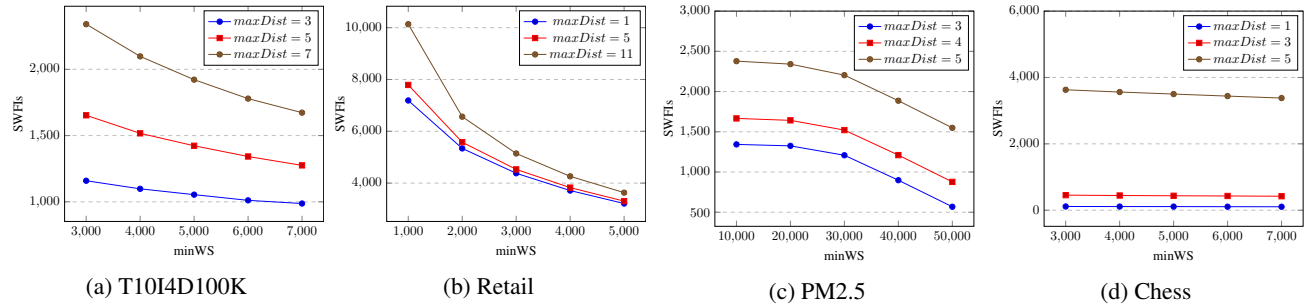 2,000
1,500
1,000
SWFIs
3,000 4,000 5,000 6,000 7,000
minWS
maxDist = 3
maxDist = 5
maxDist = 7
(a) T10I4D100K
10,000
8,000
6,000
4,000
SWFIs
1,000 2,000 3,000 4,000 5,000
minWS
maxDist = 1
maxDist = 5
maxDist = 11
(b) Retail
3,000
2,500
2,000
1,500
1,000
500
SWFIs
10,000 20,000 30,000 40,000 50,000
minWS
maxDist = 3
maxDist = 4
maxDist = 5
(c) PM2.5
6,000
4,000
2,000
0
SWFIs
3,000 4,000 5,000 6,000 7,000
minWS
maxDist = 1
maxDist = 3
maxDist = 5
(d) Chess